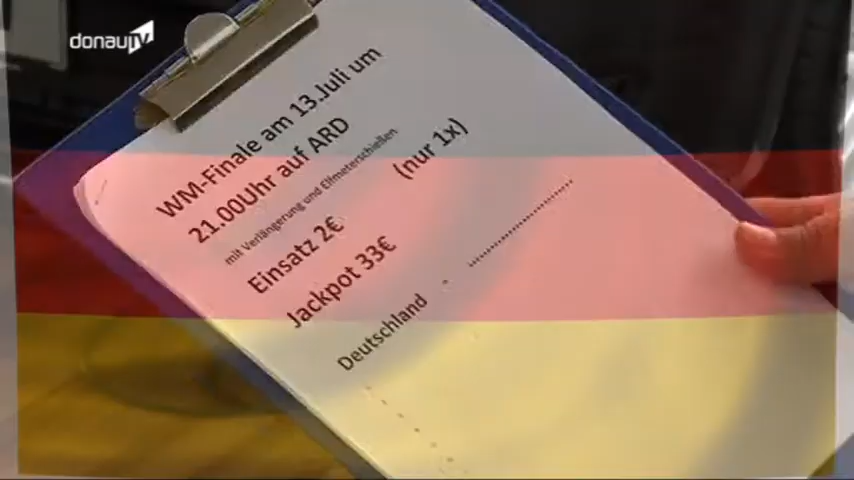 donauTV
WM-Finale am 13.Juli um
21.00Uhr auf ARD
mit Verlängerung und Elfmeterschießen
Einsatz 2€ (nur 1x)
Jackpot 33€
Deutschland - ....................